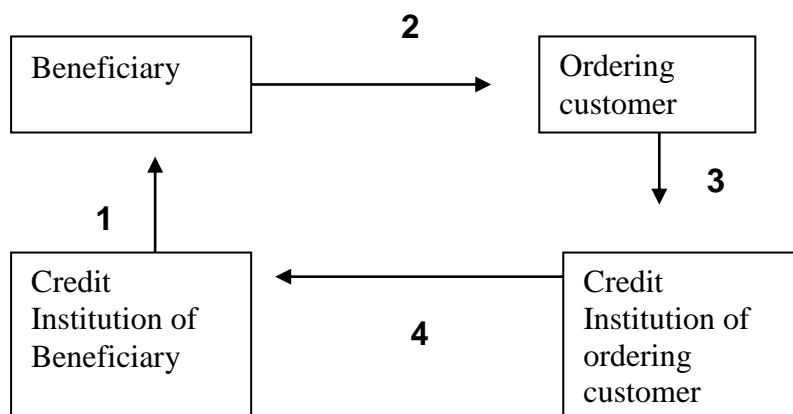 2
Beneficiary
Ordering
customer
3
1
Credit
Institution of
Beneficiary
4
Credit
Institution of
ordering
customer